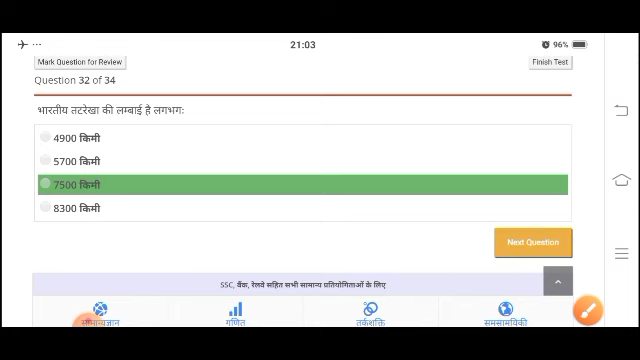 21:03
96%
Mark Question for Review
Finish Test
Question 32 of 34
भारतीय तटरेखा की लम्बाई है लगभगः
4900 किमी
5700 किमी
7500 किमी
8300 किमी
Next Question
SSC, बैंक, रेलवे सहित सभी सामान्य प्रतियोगिताओं के लिए
सामान्यज्ञान गणित तर्कशक्ति समसामयिकी